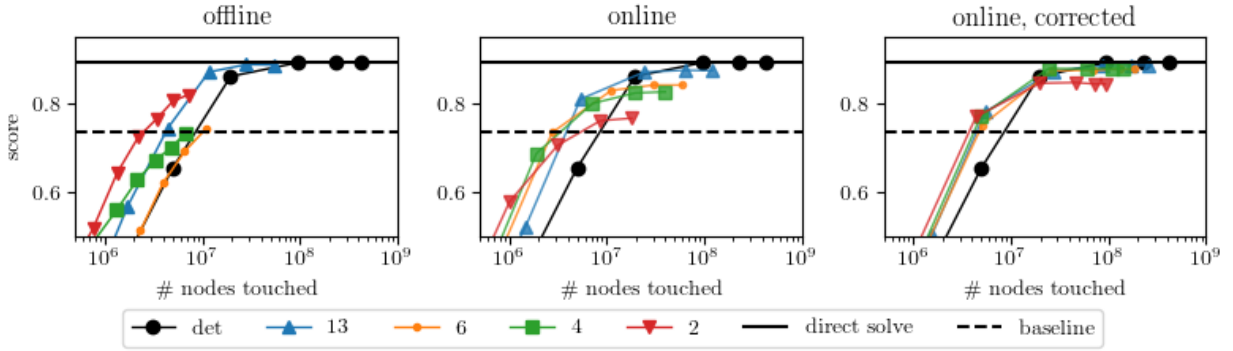 offline
online
online, corrected
score
0.8
0.6
10^6 10^7 10^8 10^9
# nodes touched
0.8
0.6
10^6 10^7 10^8 10^9
# nodes touched
0.8
0.6
10^6 10^7 10^8 10^9
# nodes touched
det 13 6 4 2 direct solve baseline